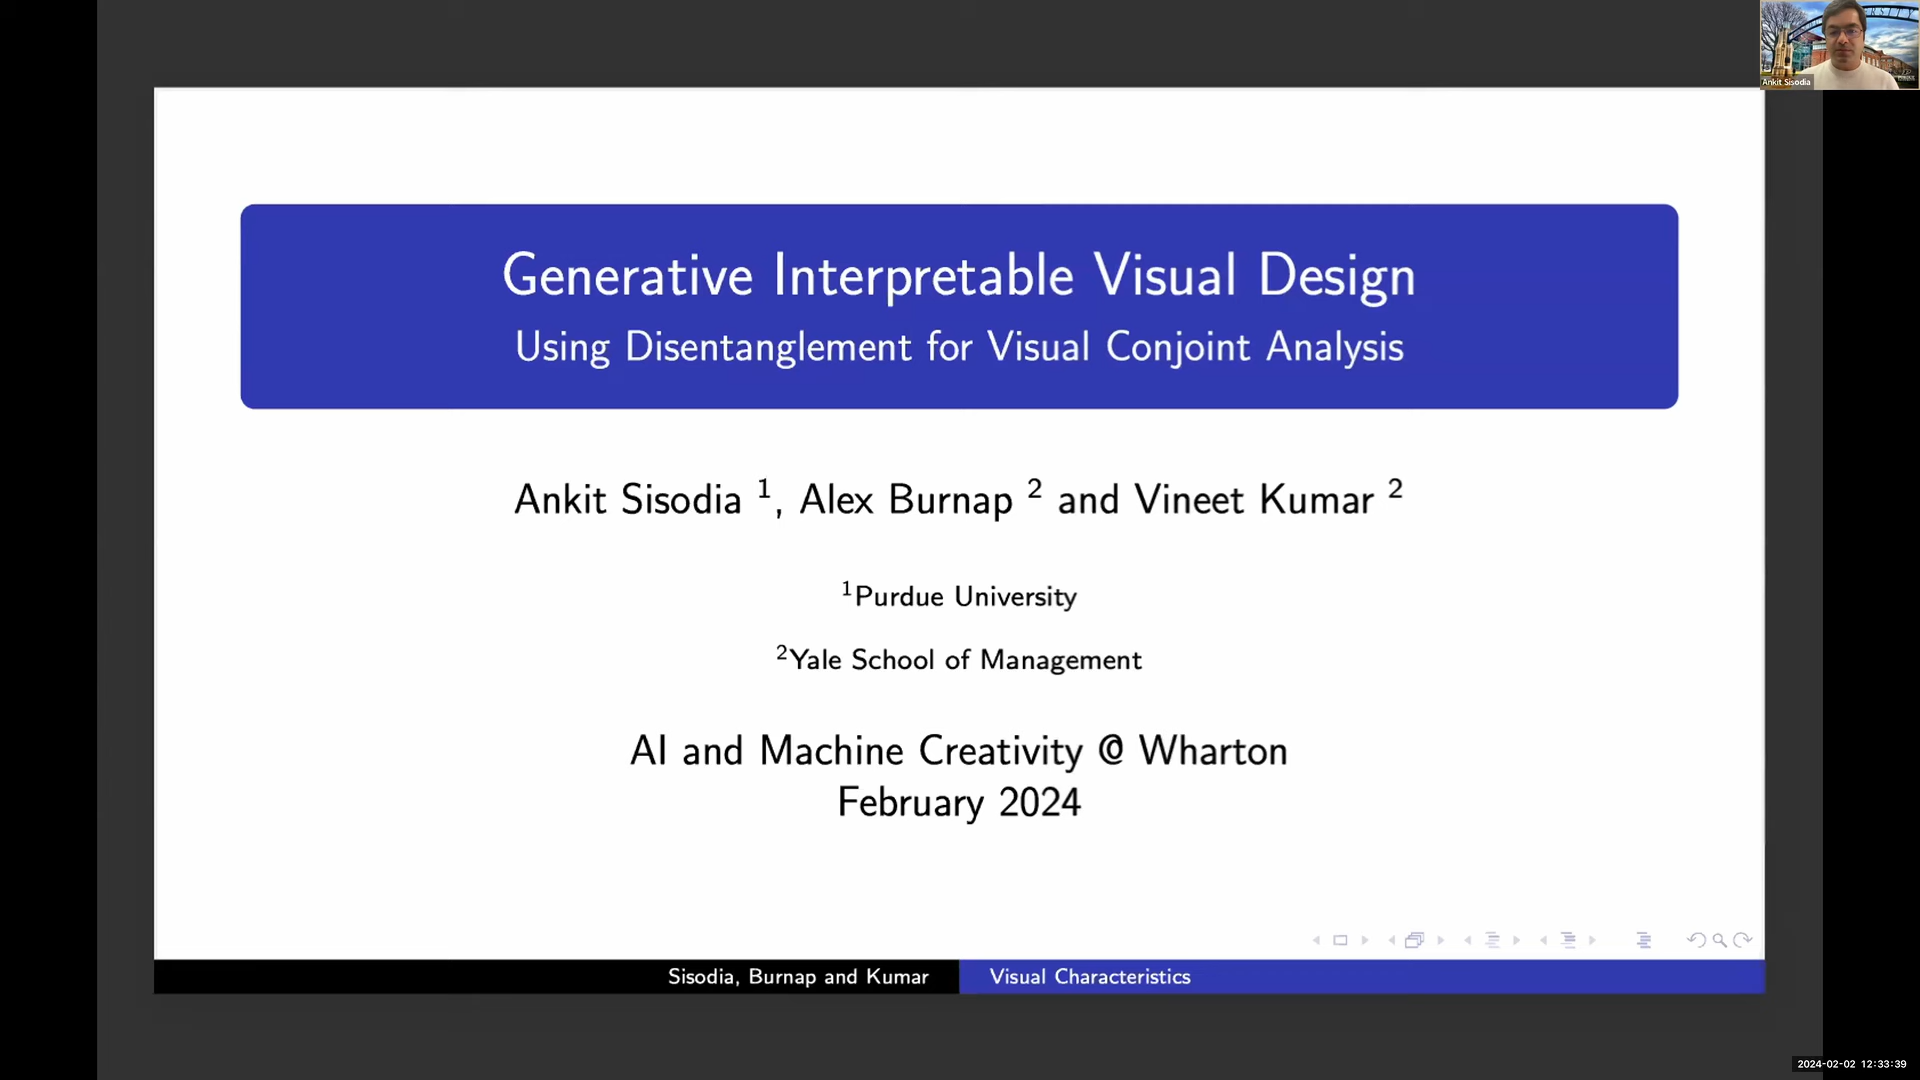 Ankit Sisodia
Generative Interpretable Visual Design
Using Disentanglement for Visual Conjoint Analysis
Ankit Sisodia 1, Alex Burnap 2 and Vineet Kumar 2
1Purdue University
2Yale School of Management
AI and Machine Creativity @ Wharton
February 2024
Sisodia, Burnap and Kumar
Visual Characteristics
2024-02-02 12:33:39